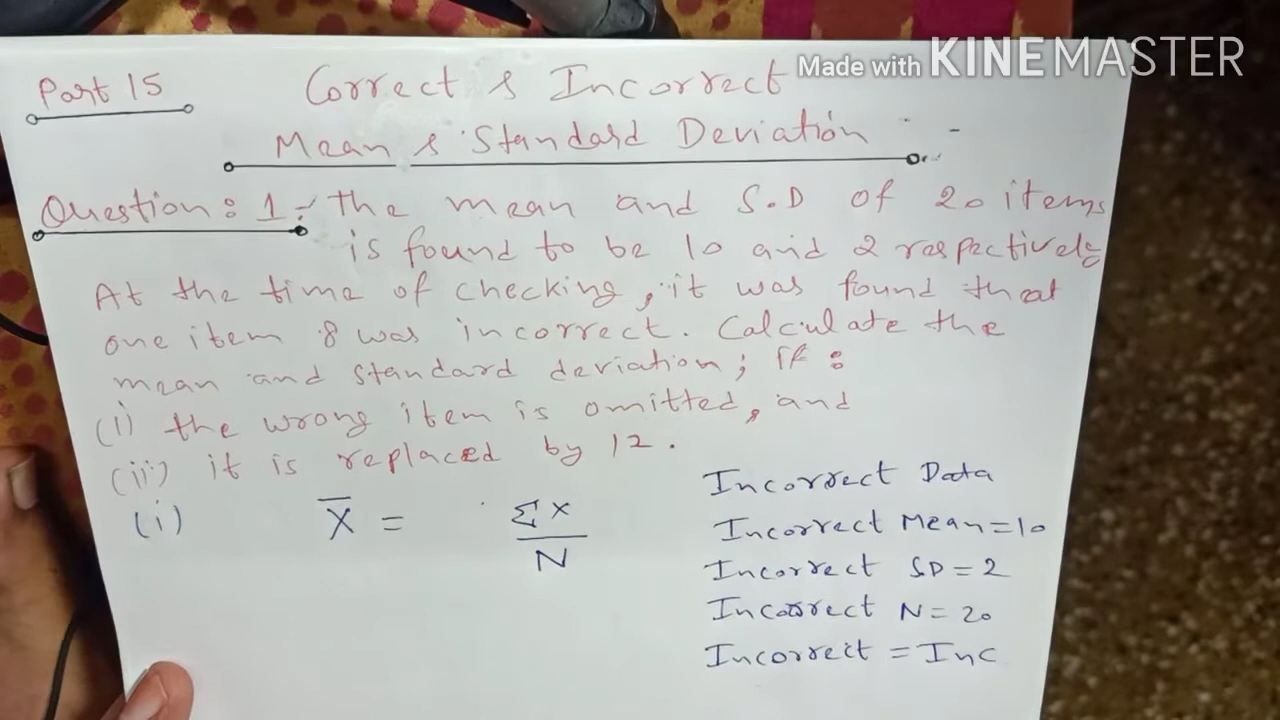 Made with KINEMASTER
Part 15
Correct & Incorrect
Mean & Standard Deviation
Question: 1:- The mean and S.D of 20 items
is found to be 10 and 2 respectively
At the time of checking, it was found that
one item 8 was incorrect. Calculate the
mean and standard deviation; If :
(i) the wrong item is omitted, and
(ii) it is replaced by 12.
(i) X̄ = Σx
N
Incorrect Data
Incorrect Mean = 10
Incorrect SD = 2
Incorrect N = 20
Incorrect = Inc